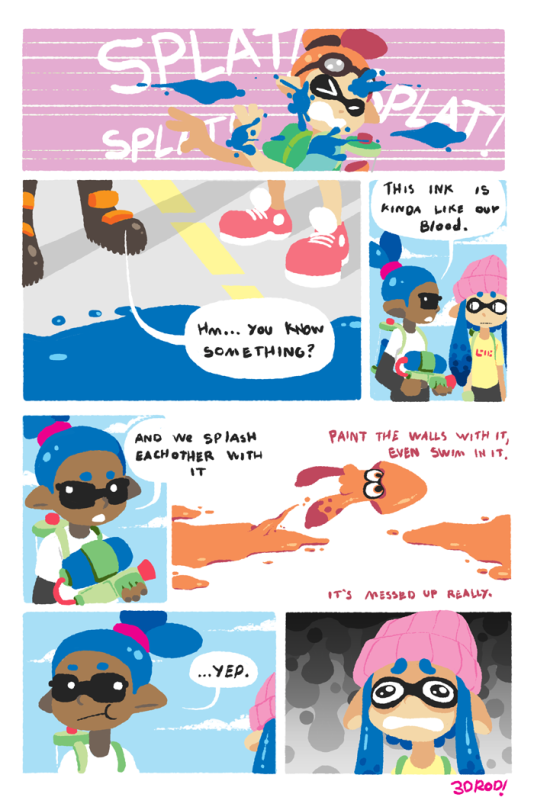 SPLAT!
SPLAT!
SPLAT!
HM... YOU KNOW
SOMETHING?
THIS INK IS
KINDA LIKE OUR
BLOOD.
AND WE SPLASH
EACHOTHER WITH
IT
PAINT THE WALLS WITH IT,
EVEN SWIM IN IT.
IT'S MESSED UP REALLY.
...YEP.
3DROD!